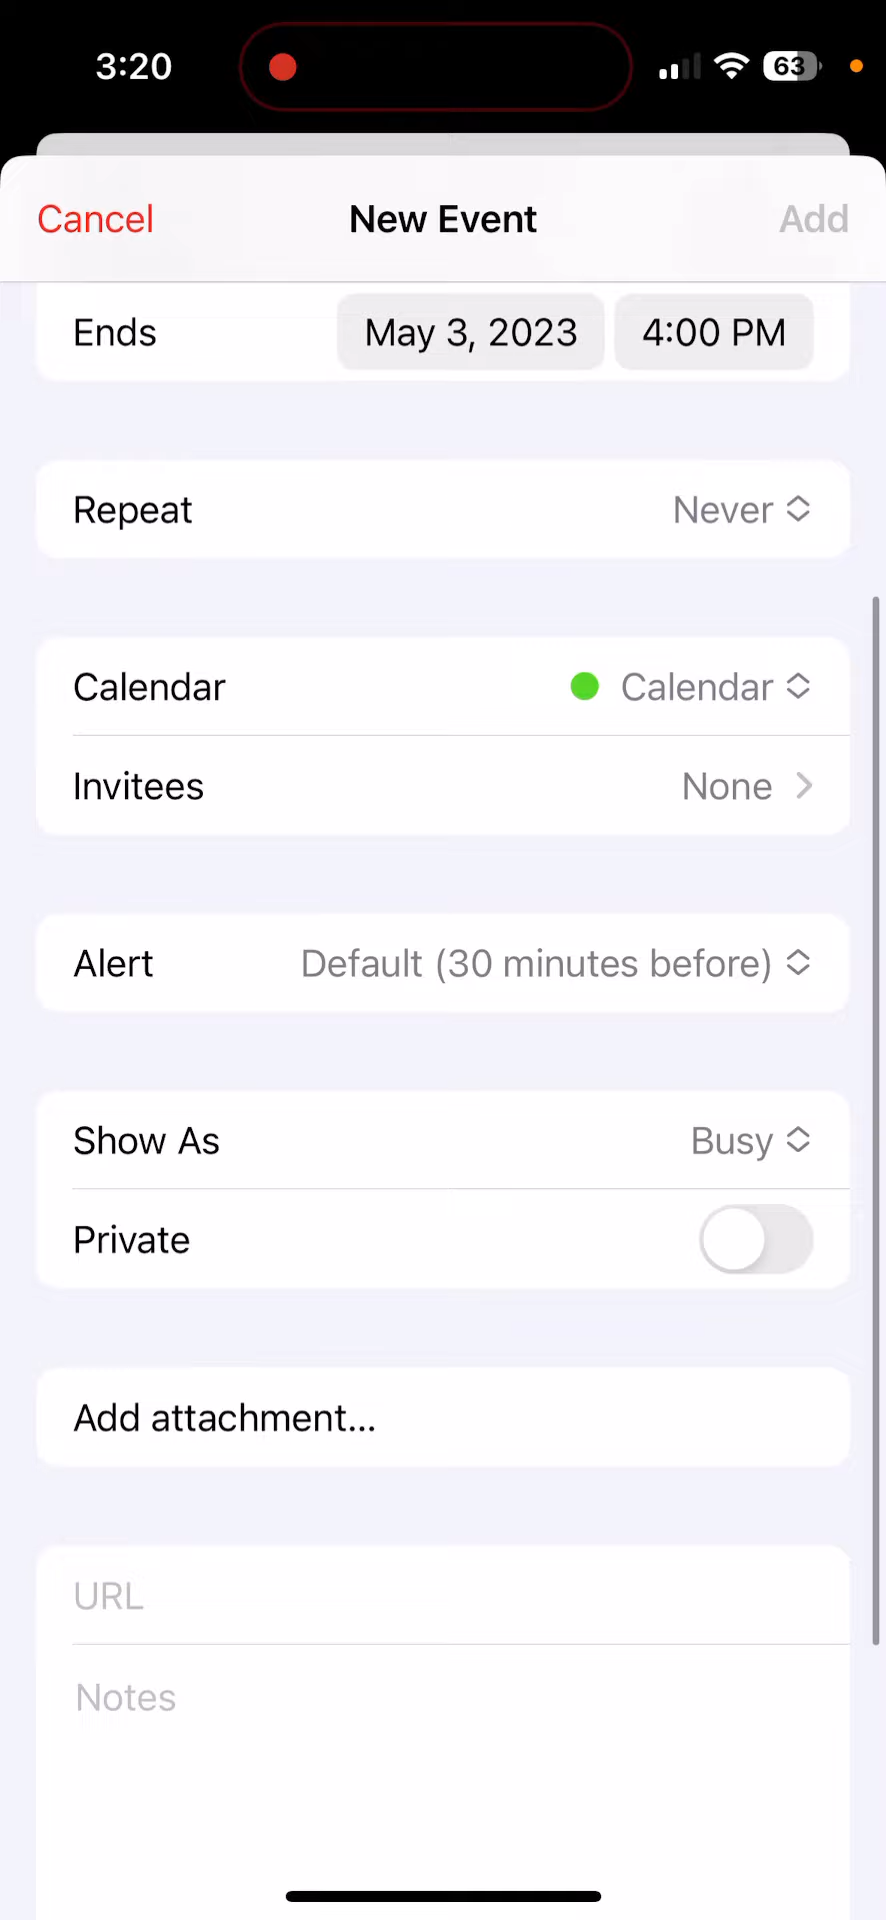 3:20
63
Cancel New Event Add
Ends May 3, 2023 4:00 PM
Repeat Never
Calendar Calendar
Invitees None
Alert Default (30 minutes before)
Show As Busy
Private
Add attachment...
URL
Notes